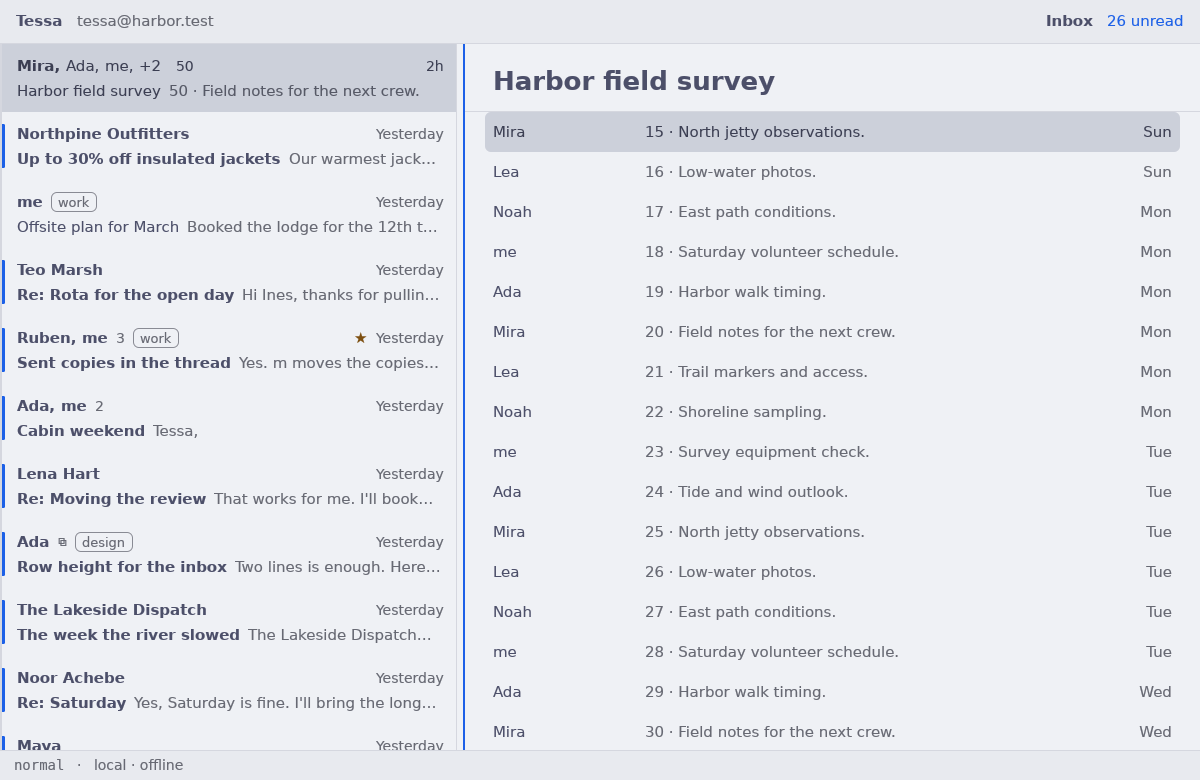 Tessa tessa@harbor.test Inbox 26 unread
Mira, Ada, me, +2 50 2h
Harbor field survey 50 · Field notes for the next crew.
Northpine Outfitters Yesterday
Up to 30% off insulated jackets Our warmest jack…
me work Yesterday
Offsite plan for March Booked the lodge for the 12th t…
Teo Marsh Yesterday
Re: Rota for the open day Hi Ines, thanks for pullin…
Ruben, me 3 work ★ Yesterday
Sent copies in the thread Yes. m moves the copies…
Ada, me 2 Yesterday
Cabin weekend Tessa,
Lena Hart Yesterday
Re: Moving the review That works for me. I'll book…
Ada design Yesterday
Row height for the inbox Two lines is enough. Here…
The Lakeside Dispatch Yesterday
The week the river slowed The Lakeside Dispatch…
Noor Achebe Yesterday
Re: Saturday Yes, Saturday is fine. I'll bring the long…
Maya Yesterday
Harbor field survey
Mira 15 · North jetty observations. Sun
Lea 16 · Low-water photos. Sun
Noah 17 · East path conditions. Mon
me 18 · Saturday volunteer schedule. Mon
Ada 19 · Harbor walk timing. Mon
Mira 20 · Field notes for the next crew. Mon
Lea 21 · Trail markers and access. Mon
Noah 22 · Shoreline sampling. Mon
me 23 · Survey equipment check. Tue
Ada 24 · Tide and wind outlook. Tue
Mira 25 · North jetty observations. Tue
Lea 26 · Low-water photos. Tue
Noah 27 · East path conditions. Tue
me 28 · Saturday volunteer schedule. Tue
Ada 29 · Harbor walk timing. Wed
Mira 30 · Field notes for the next crew. Wed
normal · local · offline